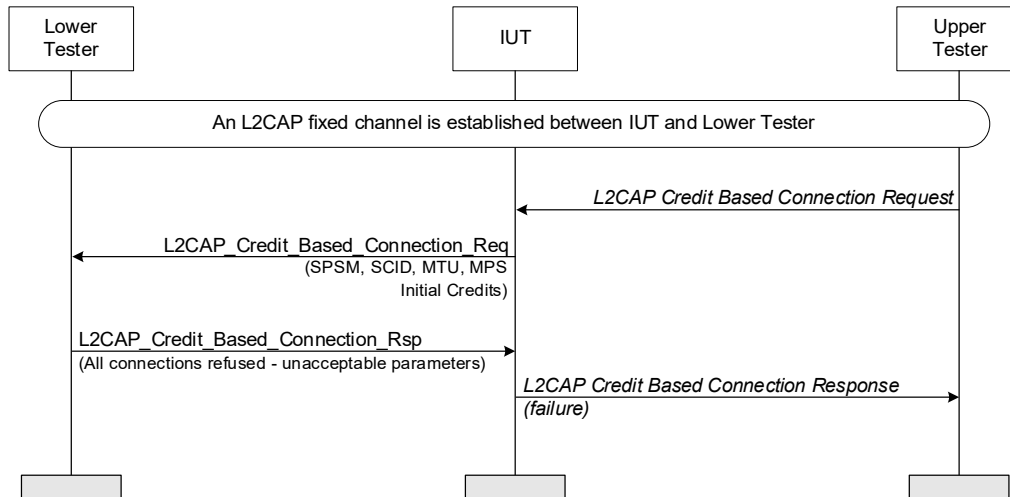 Lower
Tester
IUT
Upper
Tester
An L2CAP fixed channel is established between IUT and Lower Tester
L2CAP Credit Based Connection Request
L2CAP_Credit_Based_Connection_Req
(SPSM, SCID, MTU, MPS
Initial Credits)
L2CAP_Credit_Based_Connection_Rsp
(All connections refused - unacceptable parameters)
L2CAP Credit Based Connection Response
(failure)